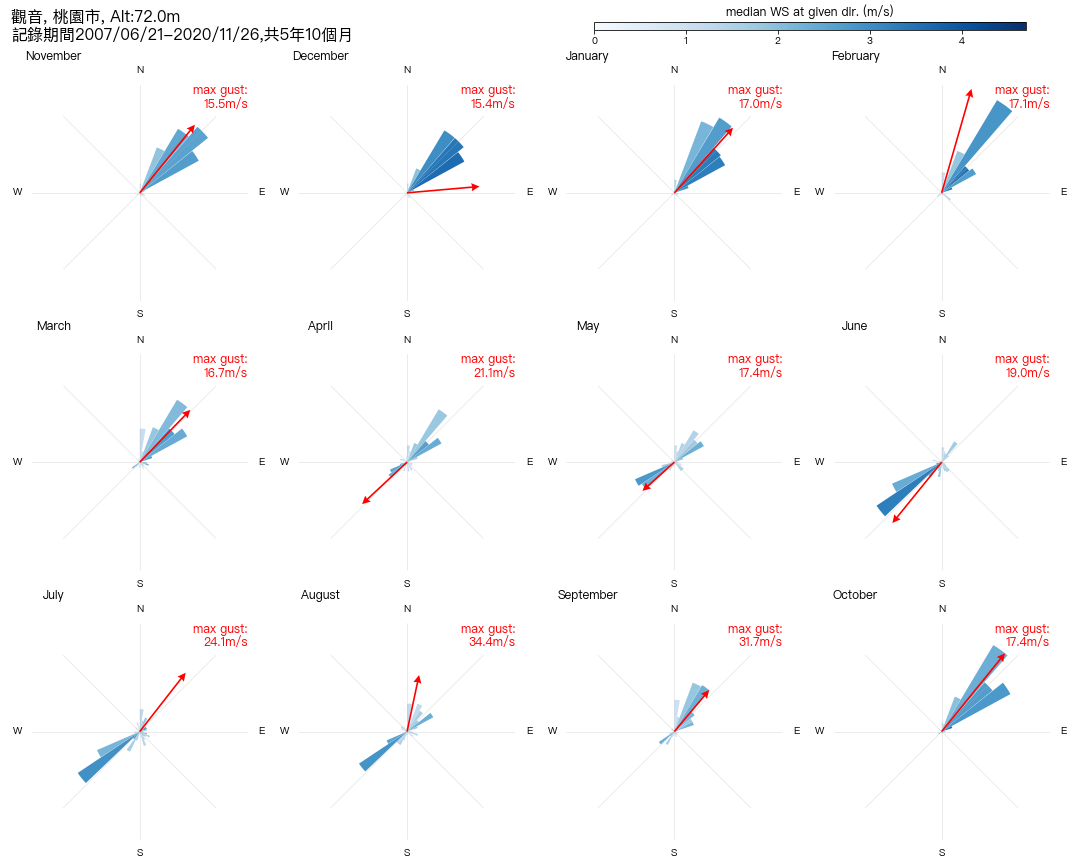 觀音, 桃園市, Alt:72.0m
記錄期間2007/06/21–2020/11/26,共5年10個月
median WS at given dir. (m/s)
0 1 2 3 4
November
N
W
E
S
max gust:
15.5m/s
December
N
W
E
max gust:
15.4m/s
January
N
W
E
max gust:
17.0m/s
February
N
W
E
max gust:
17.1m/s
March
N
W
E
S
max gust:
16.7m/s
April
N
W
E
S
max gust:
21.1m/s
May
N
W
E
S
max gust:
17.4m/s
June
N
W
E
S
max gust:
19.0m/s
July
N
W
E
S
max gust:
24.1m/s
August
N
W
E
S
max gust:
34.4m/s
September
N
W
E
S
max gust:
31.7m/s
October
N
W
E
S
max gust:
17.4m/s